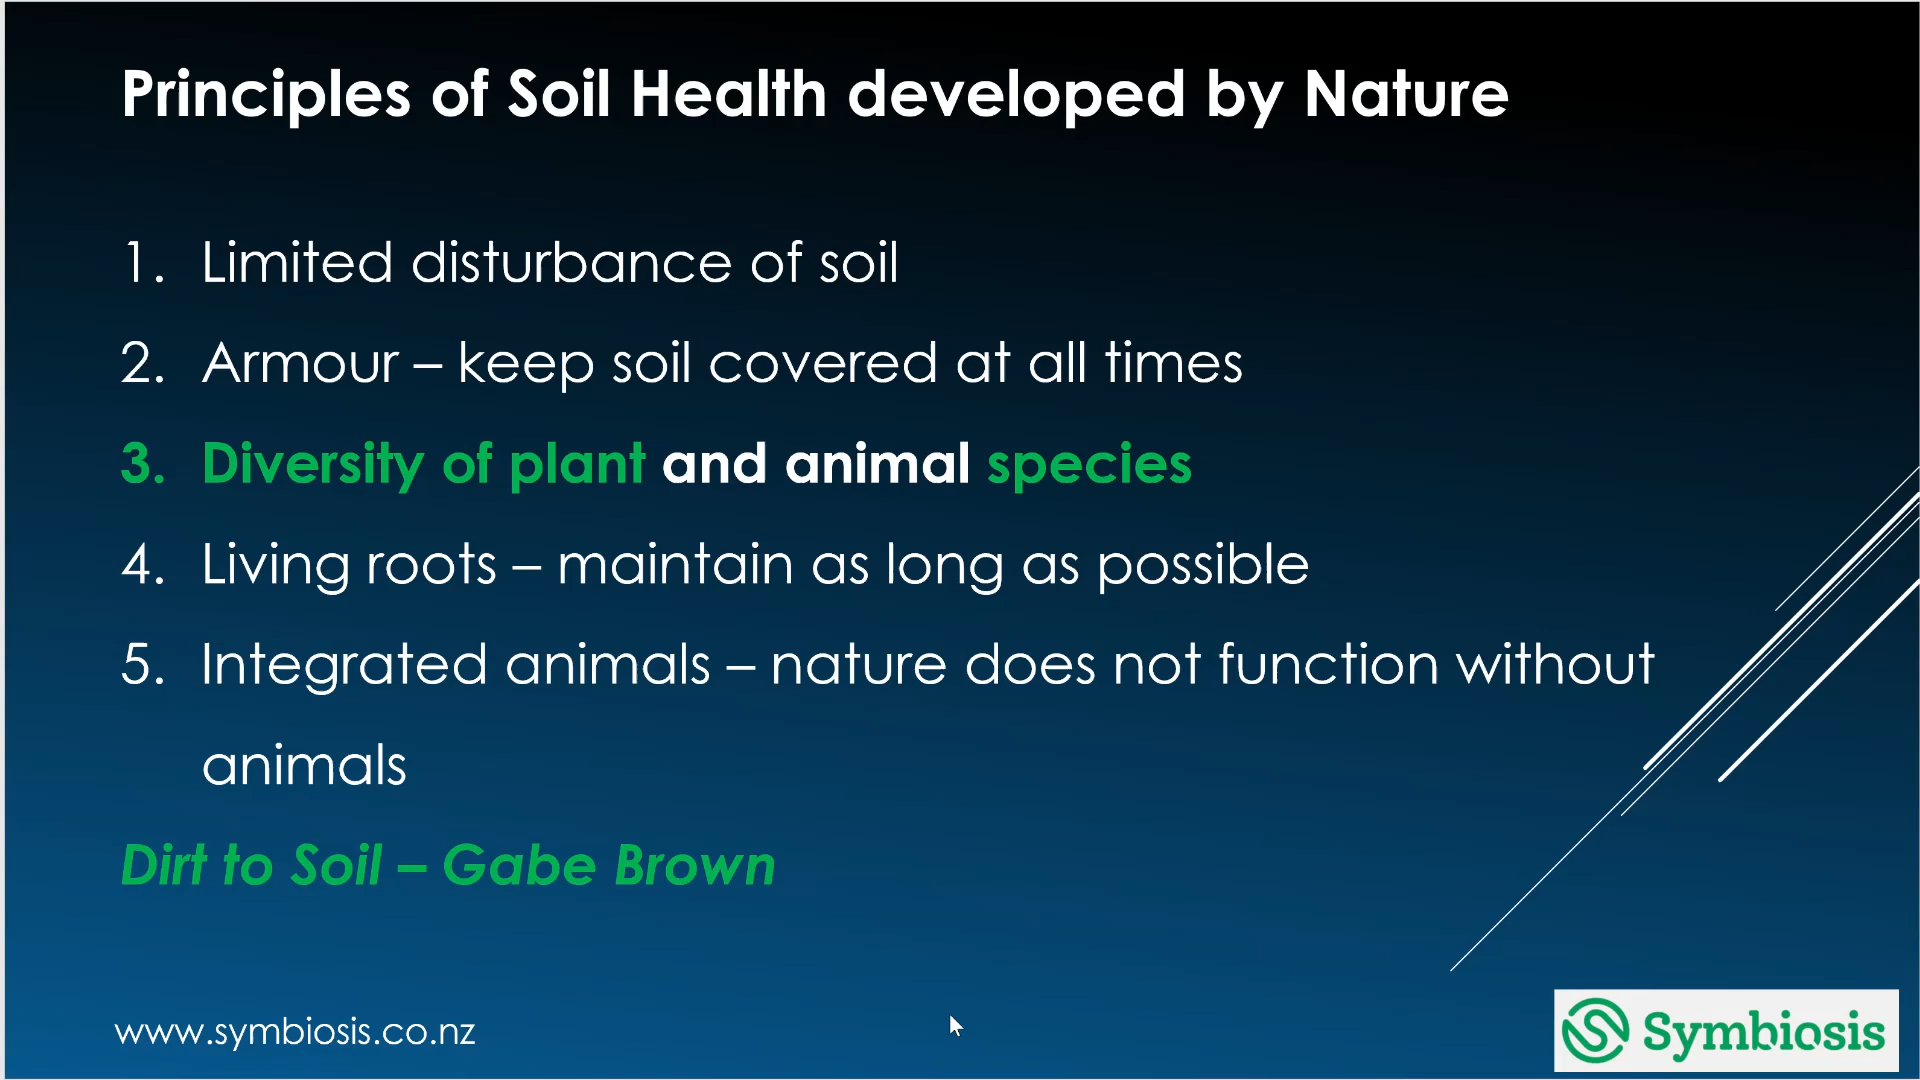 Principles of Soil Health developed by Nature
1. Limited disturbance of soil
2. Armour – keep soil covered at all times
3. Diversity of plant and animal species
4. Living roots – maintain as long as possible
5. Integrated animals – nature does not function without
animals
Dirt to Soil – Gabe Brown
www.symbiosis.co.nz
Symbiosis